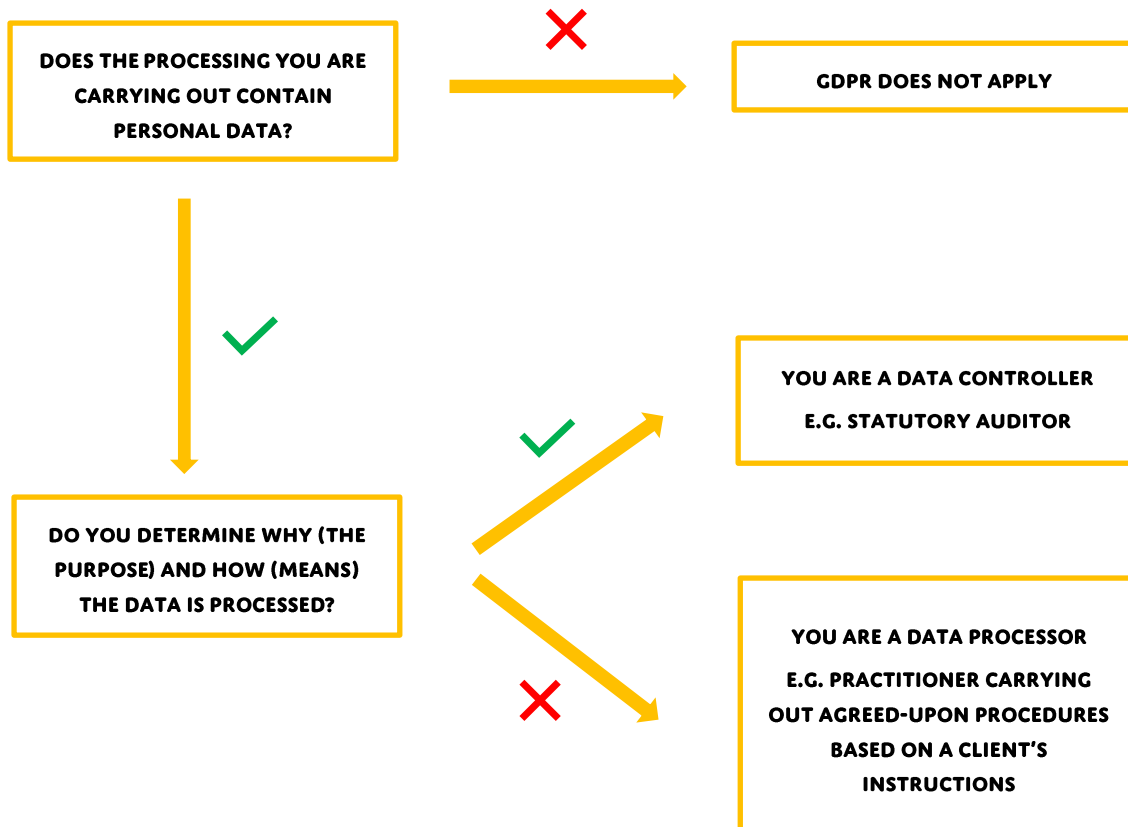 DOES THE PROCESSING YOU ARE
CARRYING OUT CONTAIN
PERSONAL DATA?
GDPR DOES NOT APPLY
YOU ARE A DATA CONTROLLER
E.G. STATUTORY AUDITOR
DO YOU DETERMINE WHY (THE
PURPOSE) AND HOW (MEANS)
THE DATA IS PROCESSED?
YOU ARE A DATA PROCESSOR
E.G. PRACTITIONER CARRYING
OUT AGREED-UPON PROCEDURES
BASED ON A CLIENT'S
INSTRUCTIONS